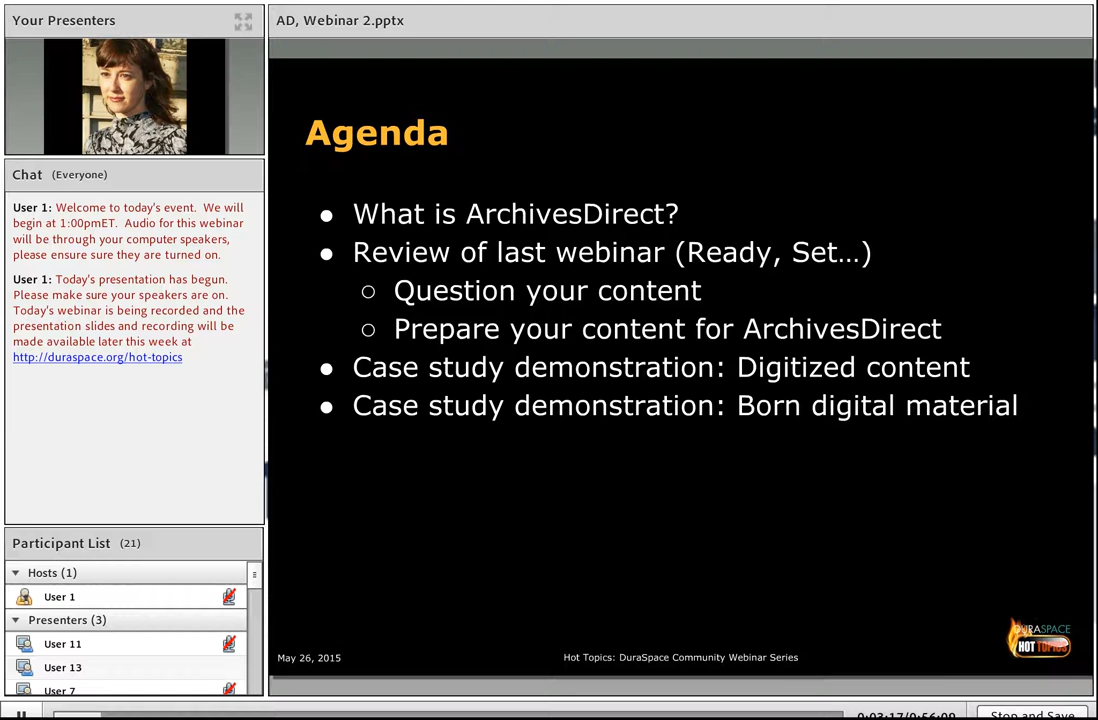 Your Presenters
AD, Webinar 2.pptx
Chat (Everyone)
User 1: Welcome to today's event. We will
begin at 1:00pmET. Audio for this webinar
will be through your computer speakers,
please ensure sure they are turned on.
User 1: Today's presentation has begun.
Please make sure your speakers are on.
Today's webinar is being recorded and the
presentation slides and recording will be
made available later this week at
http://duraspace.org/hot-topics
Participant List (21)
Hosts (1)
User 1
Presenters (3)
User 11
User 13
User 7
Agenda
● What is ArchivesDirect?
● Review of last webinar (Ready, Set…)
○ Question your content
○ Prepare your content for ArchivesDirect
● Case study demonstration: Digitized content
● Case study demonstration: Born digital material
May 26, 2015
Hot Topics: DuraSpace Community Webinar Series
DURASPACE
HOT TOPICS
0:03:17/0:56:09
Stop and Save